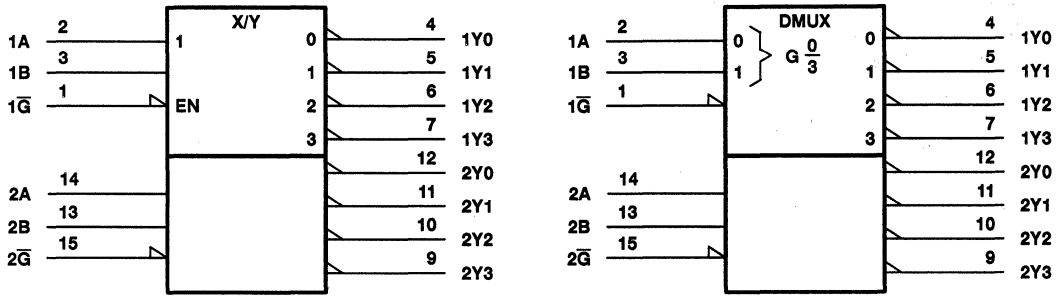 X/Y
1A 2 1 0 4 1Y0
1B 3 1 5 1Y1
1G̅ 1 EN 2 6 1Y2
3 7 1Y3
12 2Y0
2A 14 11 2Y1
2B 13 10 2Y2
2G̅ 15 9 2Y3
DMUX
1A 2 0 G 0/3 0 4 1Y0
1B 3 1 1 5 1Y1
1G̅ 1 2 6 1Y2
3 7 1Y3
12 2Y0
2A 14 11 2Y1
2B 13 10 2Y2
2G̅ 15 9 2Y3